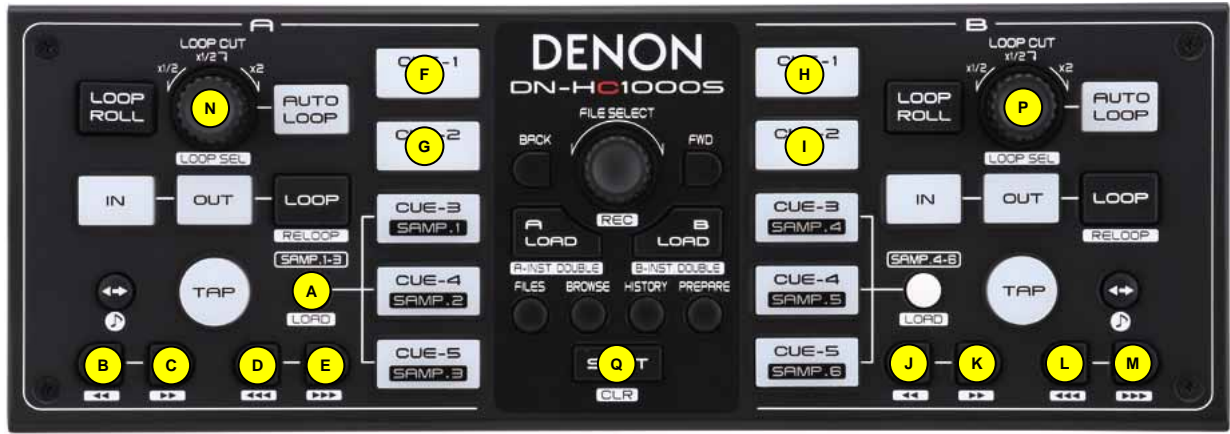 A
B
LOOP CUT
x1/2
x1/2
x2
LOOP ROLL
N
AUTO LOOP
LOOP SEL
IN
OUT
LOOP
RELOOP
SAMP.1-3
TAP
A
LOAD
B
C
D
E
F
G
CUE-3
SAMP.1
CUE-4
SAMP.2
CUE-5
SAMP.3
DENON
DN-HC1000S
FILE SELECT
BACK
FWD
REC
A LOAD
B LOAD
A-INST. DOUBLE
B-INST. DOUBLE
FILES
BROWSE
HISTORY
PREPARE
Q
CLR
H
I
CUE-3
SAMP.4
CUE-4
SAMP.5
CUE-5
SAMP.6
LOOP CUT
x1/2
x1/2
x2
LOOP ROLL
P
AUTO LOOP
LOOP SEL
IN
OUT
LOOP
RELOOP
SAMP.4-6
LOAD
TAP
J
K
L
M